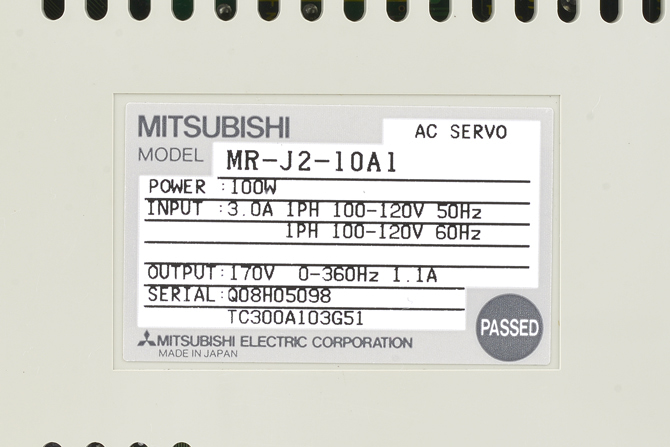 MITSUBISHI
AC SERVO
MODEL MR-J2-10A1
POWER :100W
INPUT :3.0A 1PH 100-120V 50Hz
1PH 100-120V 60Hz
OUTPUT:170V 0-360Hz 1.1A
SERIAL:Q08H05098
TC300A103G51
PASSED
MITSUBISHI ELECTRIC CORPORATION
MADE IN JAPAN